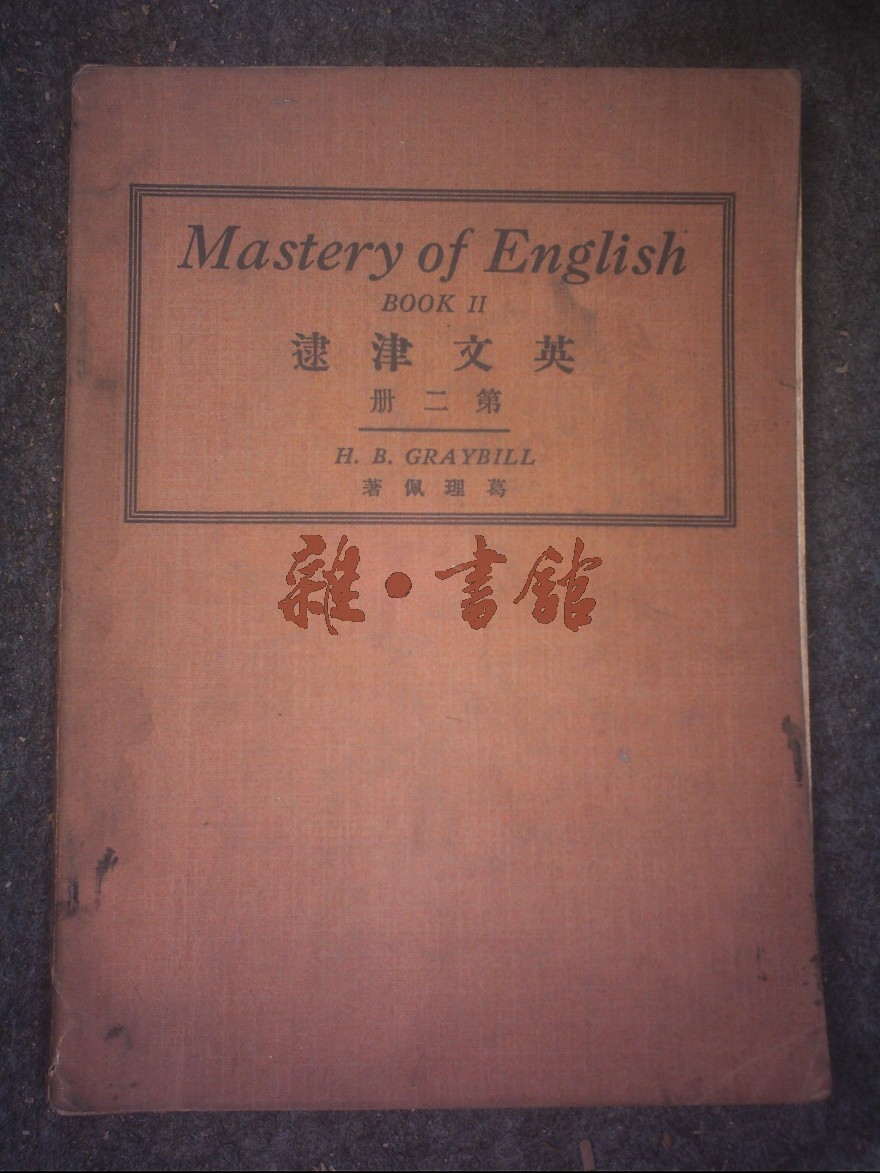 Mastery of English
BOOK II
英文津逮
第二册
H. B. GRAYBILL
葛理佩著
雜·書館